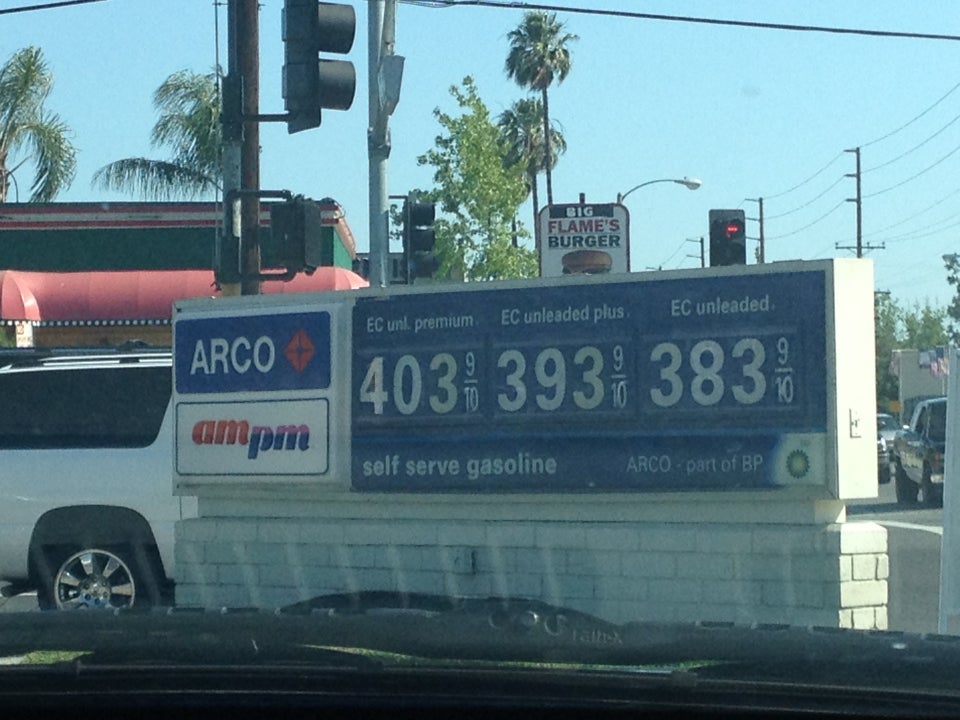 BIG
FLAME'S
BURGER
ARCO
ampm
EC unl. premium
403 9/10
EC unleaded plus
393 9/10
EC unleaded
383 9/10
self serve gasoline
ARCO - part of BP